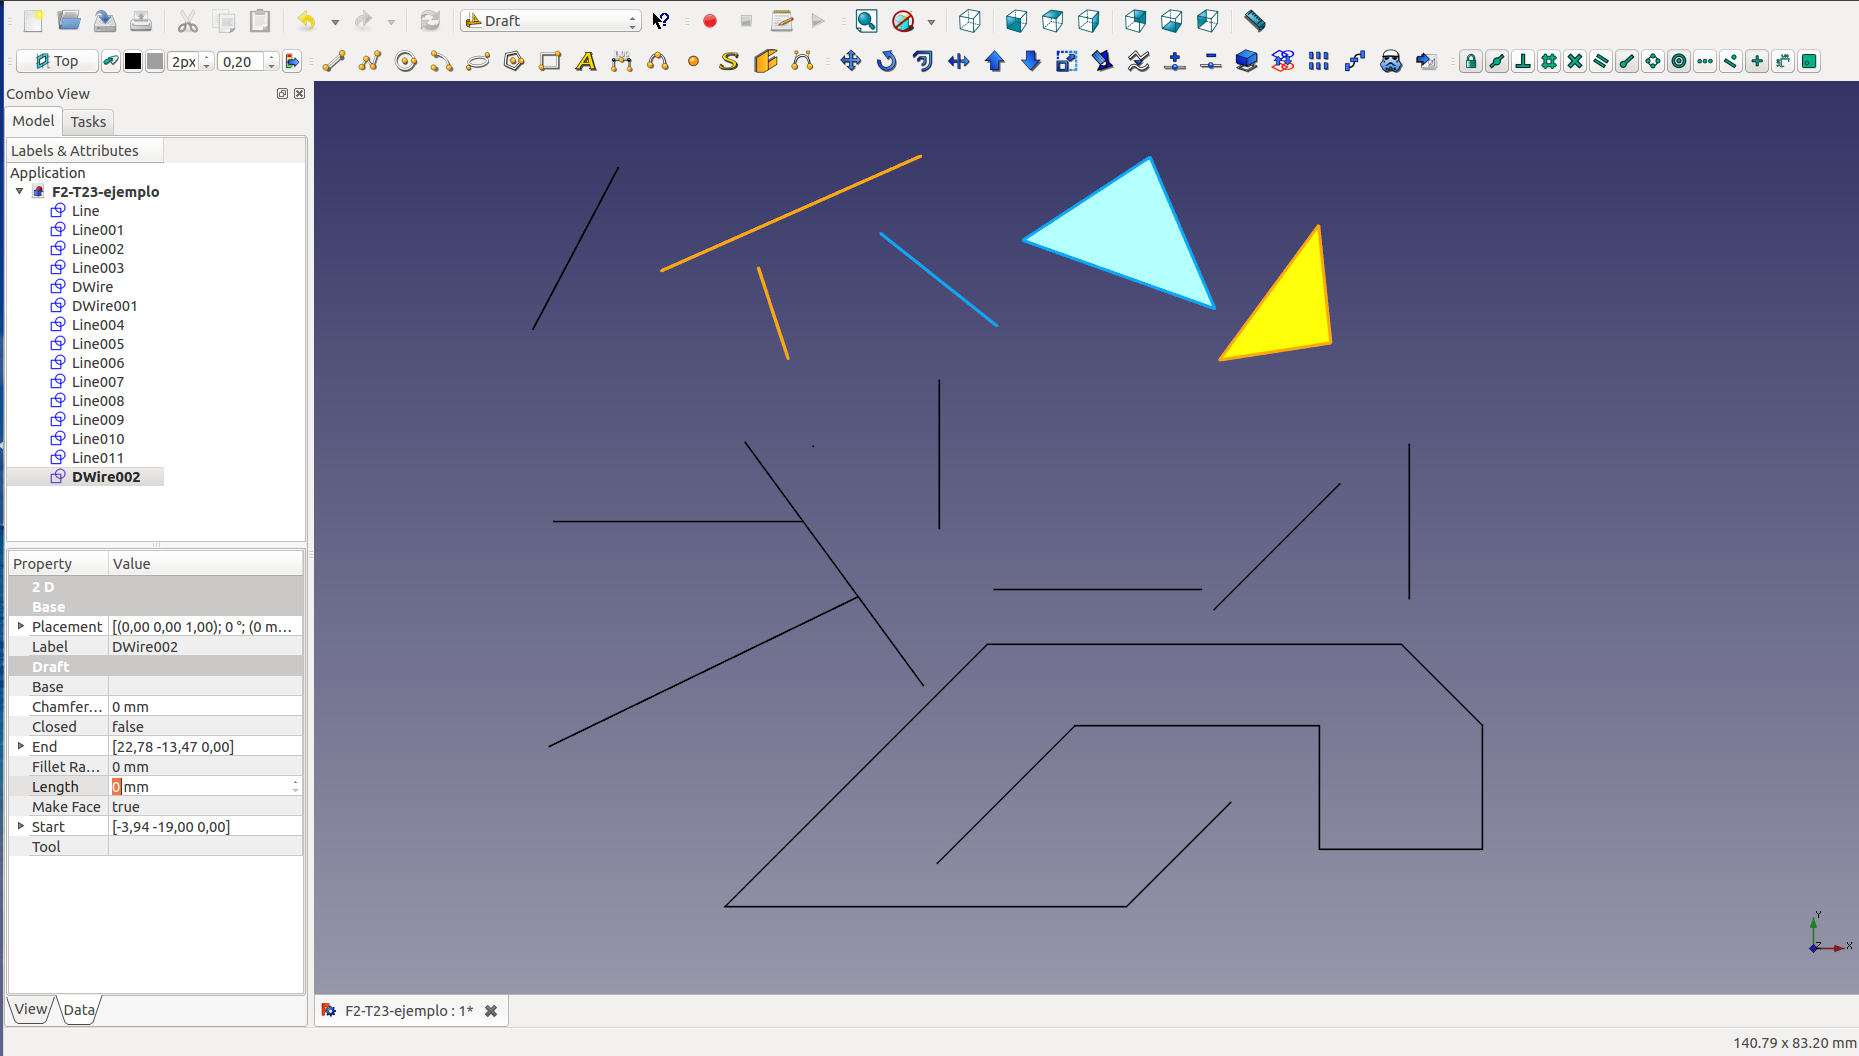 Draft
Top
2px
0,20
Combo View
Model
Tasks
Labels & Attributes
Application
F2-T23-ejemplo
Line
Line001
Line002
Line003
DWire
DWire001
Line004
Line005
Line006
Line007
Line008
Line009
Line010
Line011
DWire002
Property Value
2 D
Base
Placement [(0,00 0,00 1,00); 0 °; (0 m...
Label DWire002
Draft
Base
Chamfer... 0 mm
Closed false
End [22,78 -13,47 0,00]
Fillet Ra... 0 mm
Length 0 mm
Make Face true
Start [-3,94 -19,00 0,00]
Tool
View
Data
F2-T23-ejemplo : 1*
Y
Z
X
140.79 x 83.20 mm